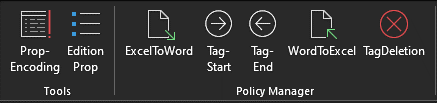 Prop-
Encoding
Edition
Prop
ExcelToWord
Tag-
Start
Tag-
End
WordToExcel
TagDeletion
Tools
Policy Manager